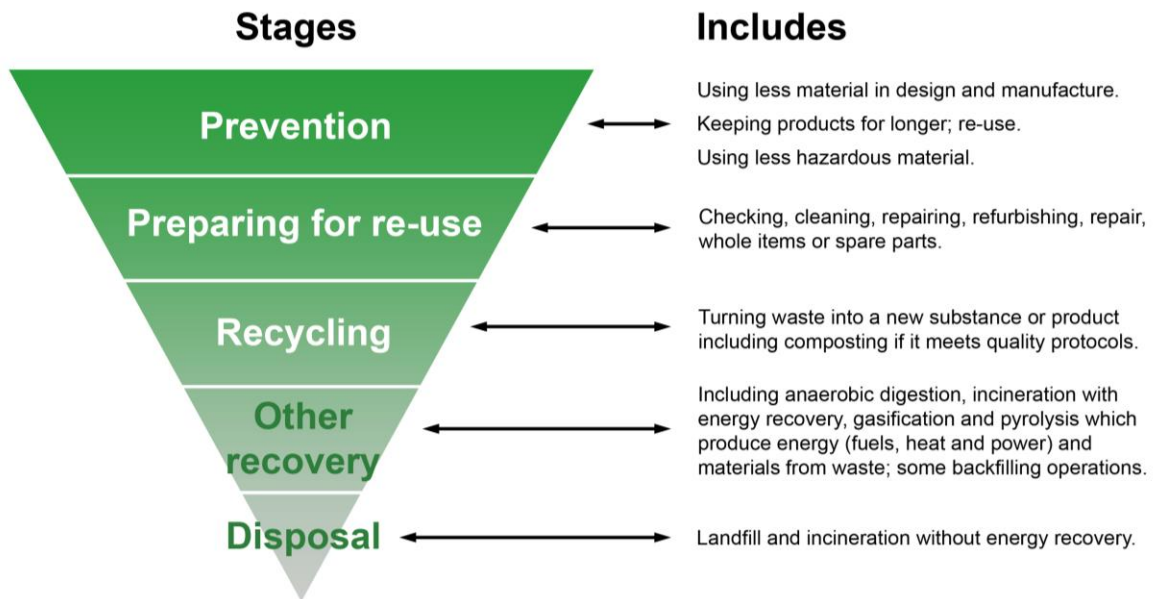 Stages
Includes
Prevention
Using less material in design and manufacture.
Keeping products for longer; re-use.
Using less hazardous material.
Preparing for re-use
Checking, cleaning, repairing, refurbishing, repair,
whole items or spare parts.
Recycling
Turning waste into a new substance or product
including composting if it meets quality protocols.
Other
recovery
Including anaerobic digestion, incineration with
energy recovery, gasification and pyrolysis which
produce energy (fuels, heat and power) and
materials from waste; some backfilling operations.
Disposal
Landfill and incineration without energy recovery.